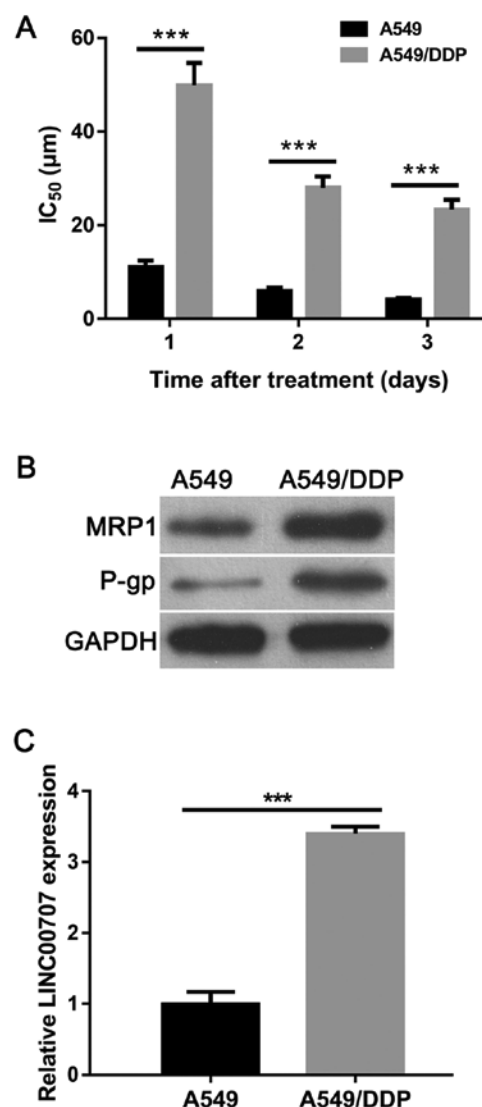 A
A549
A549/DDP
60
40
20
0
IC50 (μm)
***
***
***
1 2 3
Time after treatment (days)
B
A549 A549/DDP
MRP1
P-gp
GAPDH
C
Relative LINC00707 expression
4
3
2
1
0
***
A549 A549/DDP